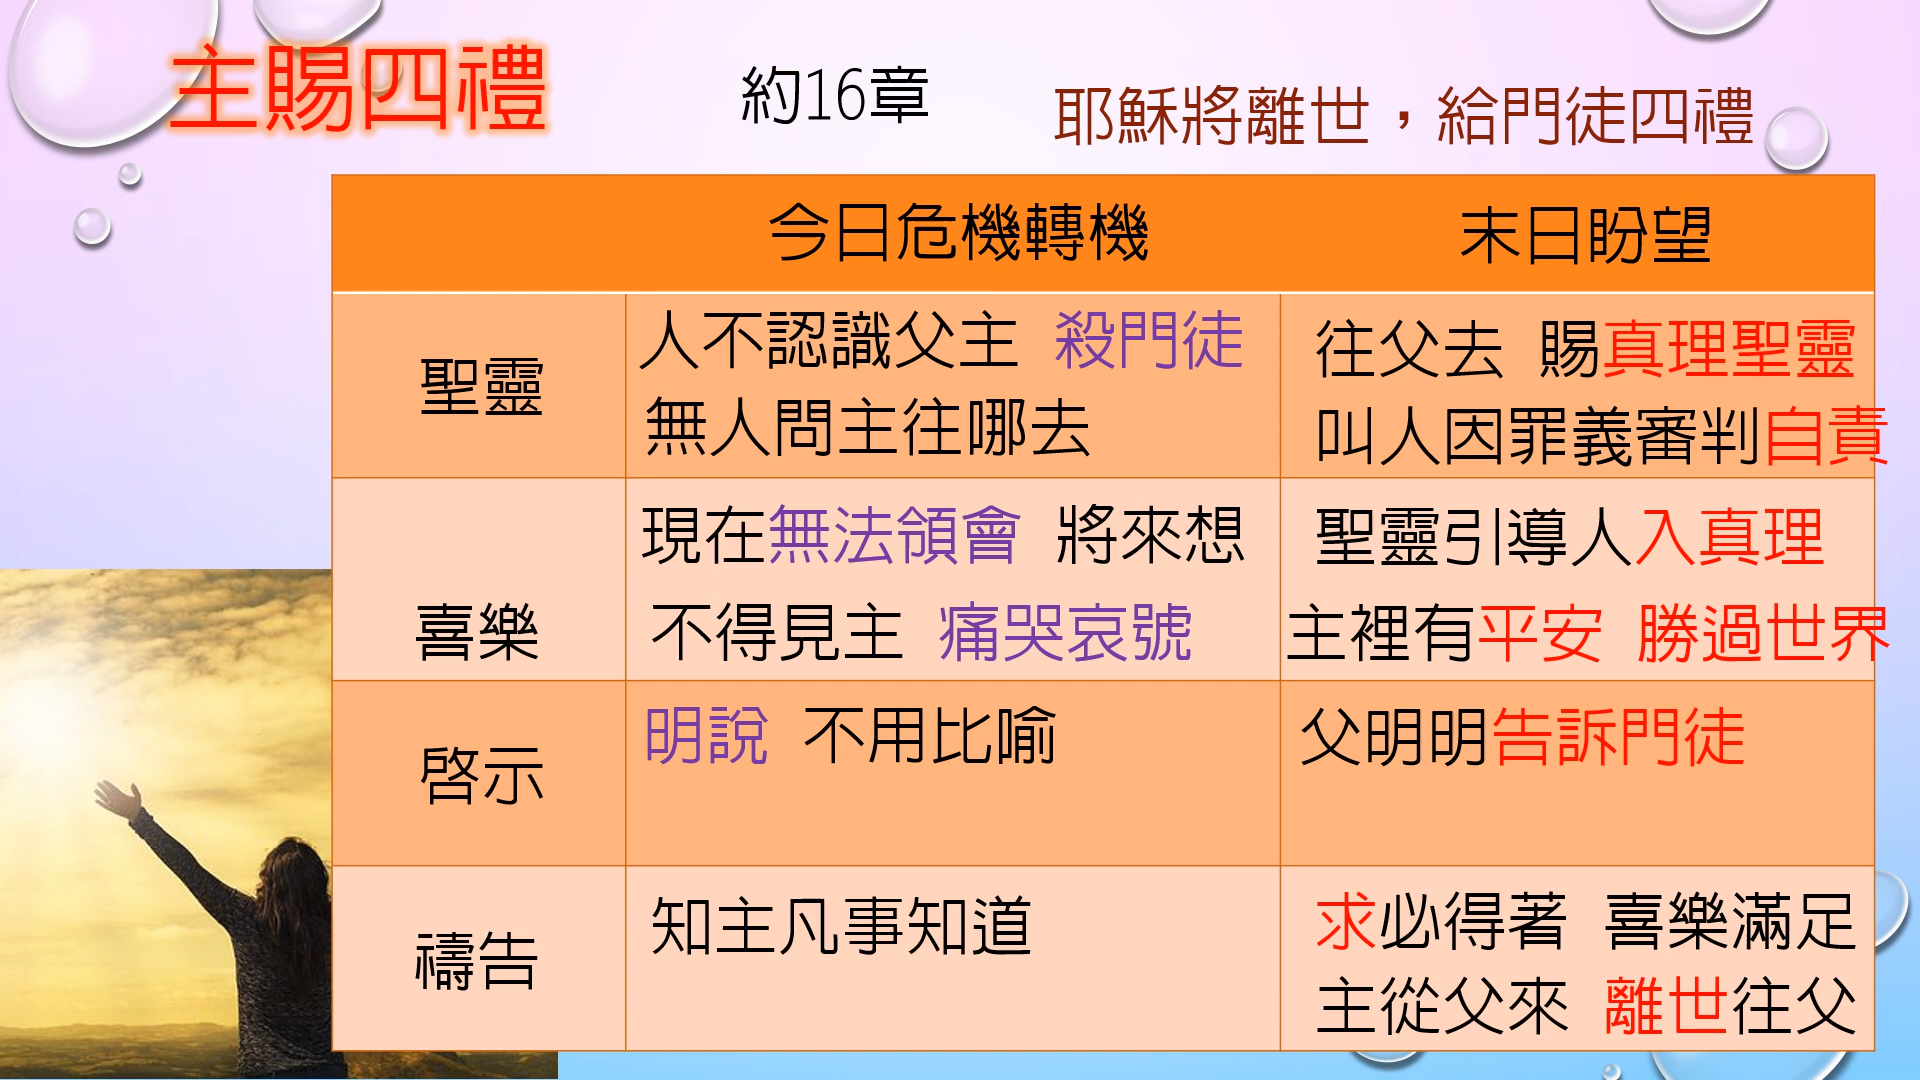 主賜四禮
約16章
耶穌將離世，給門徒四禮
今日危機轉機 末日盼望
聖靈
人不認識父主 殺門徒
無人問主往哪去
往父去 賜真理聖靈
叫人因罪義審判自責
喜樂
現在無法領會 將來想
不得見主 痛哭哀號
聖靈引導人入真理
主裡有平安 勝過世界
啓示
明說 不用比喻
父明明告訴門徒
禱告
知主凡事知道
求必得著 喜樂滿足
主從父來 離世往父